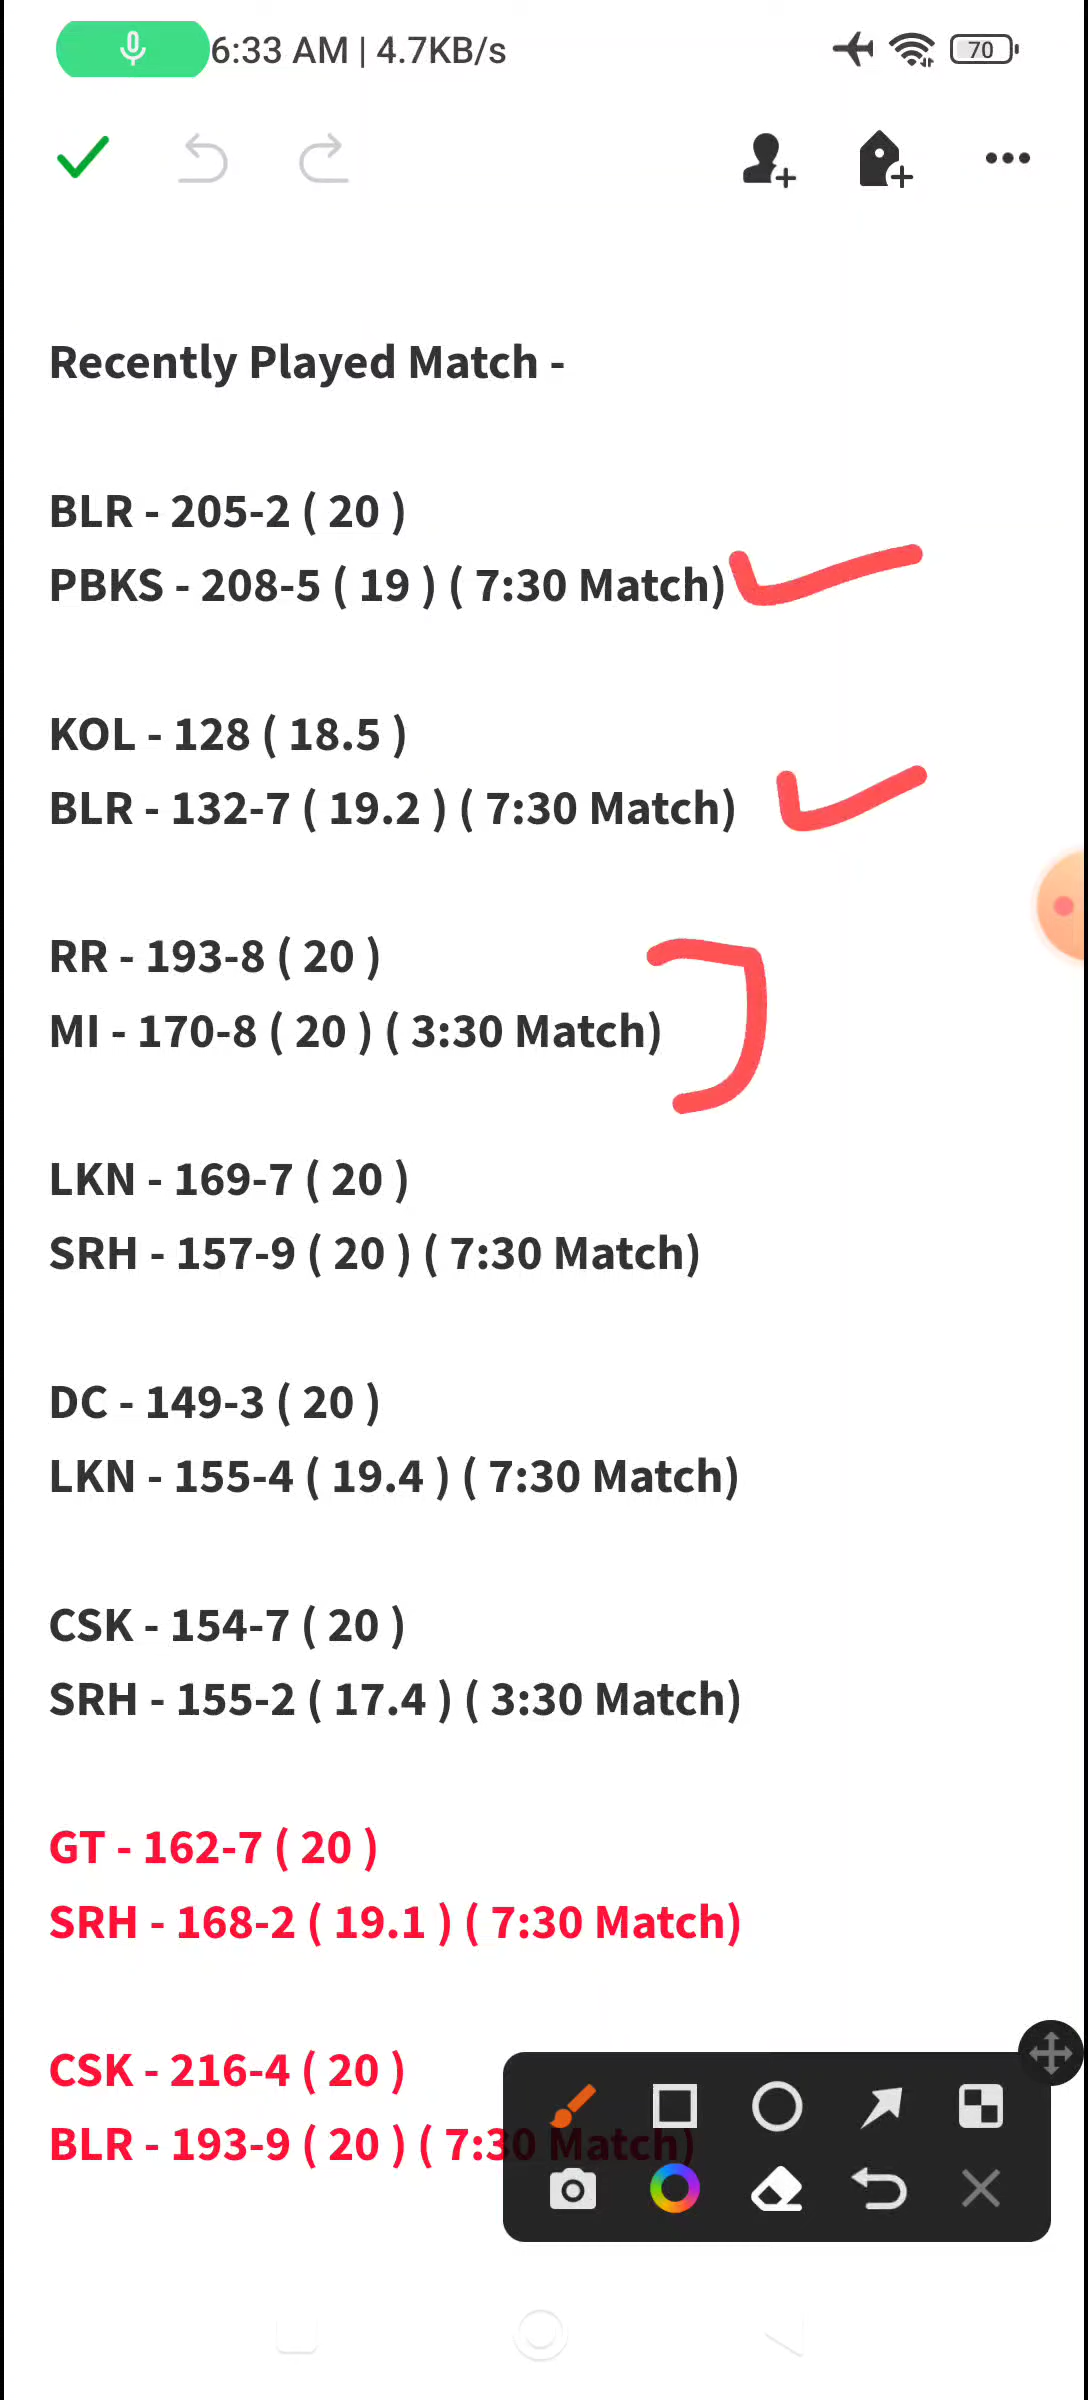 6:33 AM | 4.7KB/s
70
Recently Played Match -
BLR - 205-2 ( 20 )
PBKS - 208-5 ( 19 ) ( 7:30 Match)
KOL - 128 ( 18.5 )
BLR - 132-7 ( 19.2 ) ( 7:30 Match)
RR - 193-8 ( 20 )
MI - 170-8 ( 20 ) ( 3:30 Match)
LKN - 169-7 ( 20 )
SRH - 157-9 ( 20 ) ( 7:30 Match)
DC - 149-3 ( 20 )
LKN - 155-4 ( 19.4 ) ( 7:30 Match)
CSK - 154-7 ( 20 )
SRH - 155-2 ( 17.4 ) ( 3:30 Match)
GT - 162-7 ( 20 )
SRH - 168-2 ( 19.1 ) ( 7:30 Match)
CSK - 216-4 ( 20 )
BLR - 193-9 ( 20 ) ( 7:30 Match)